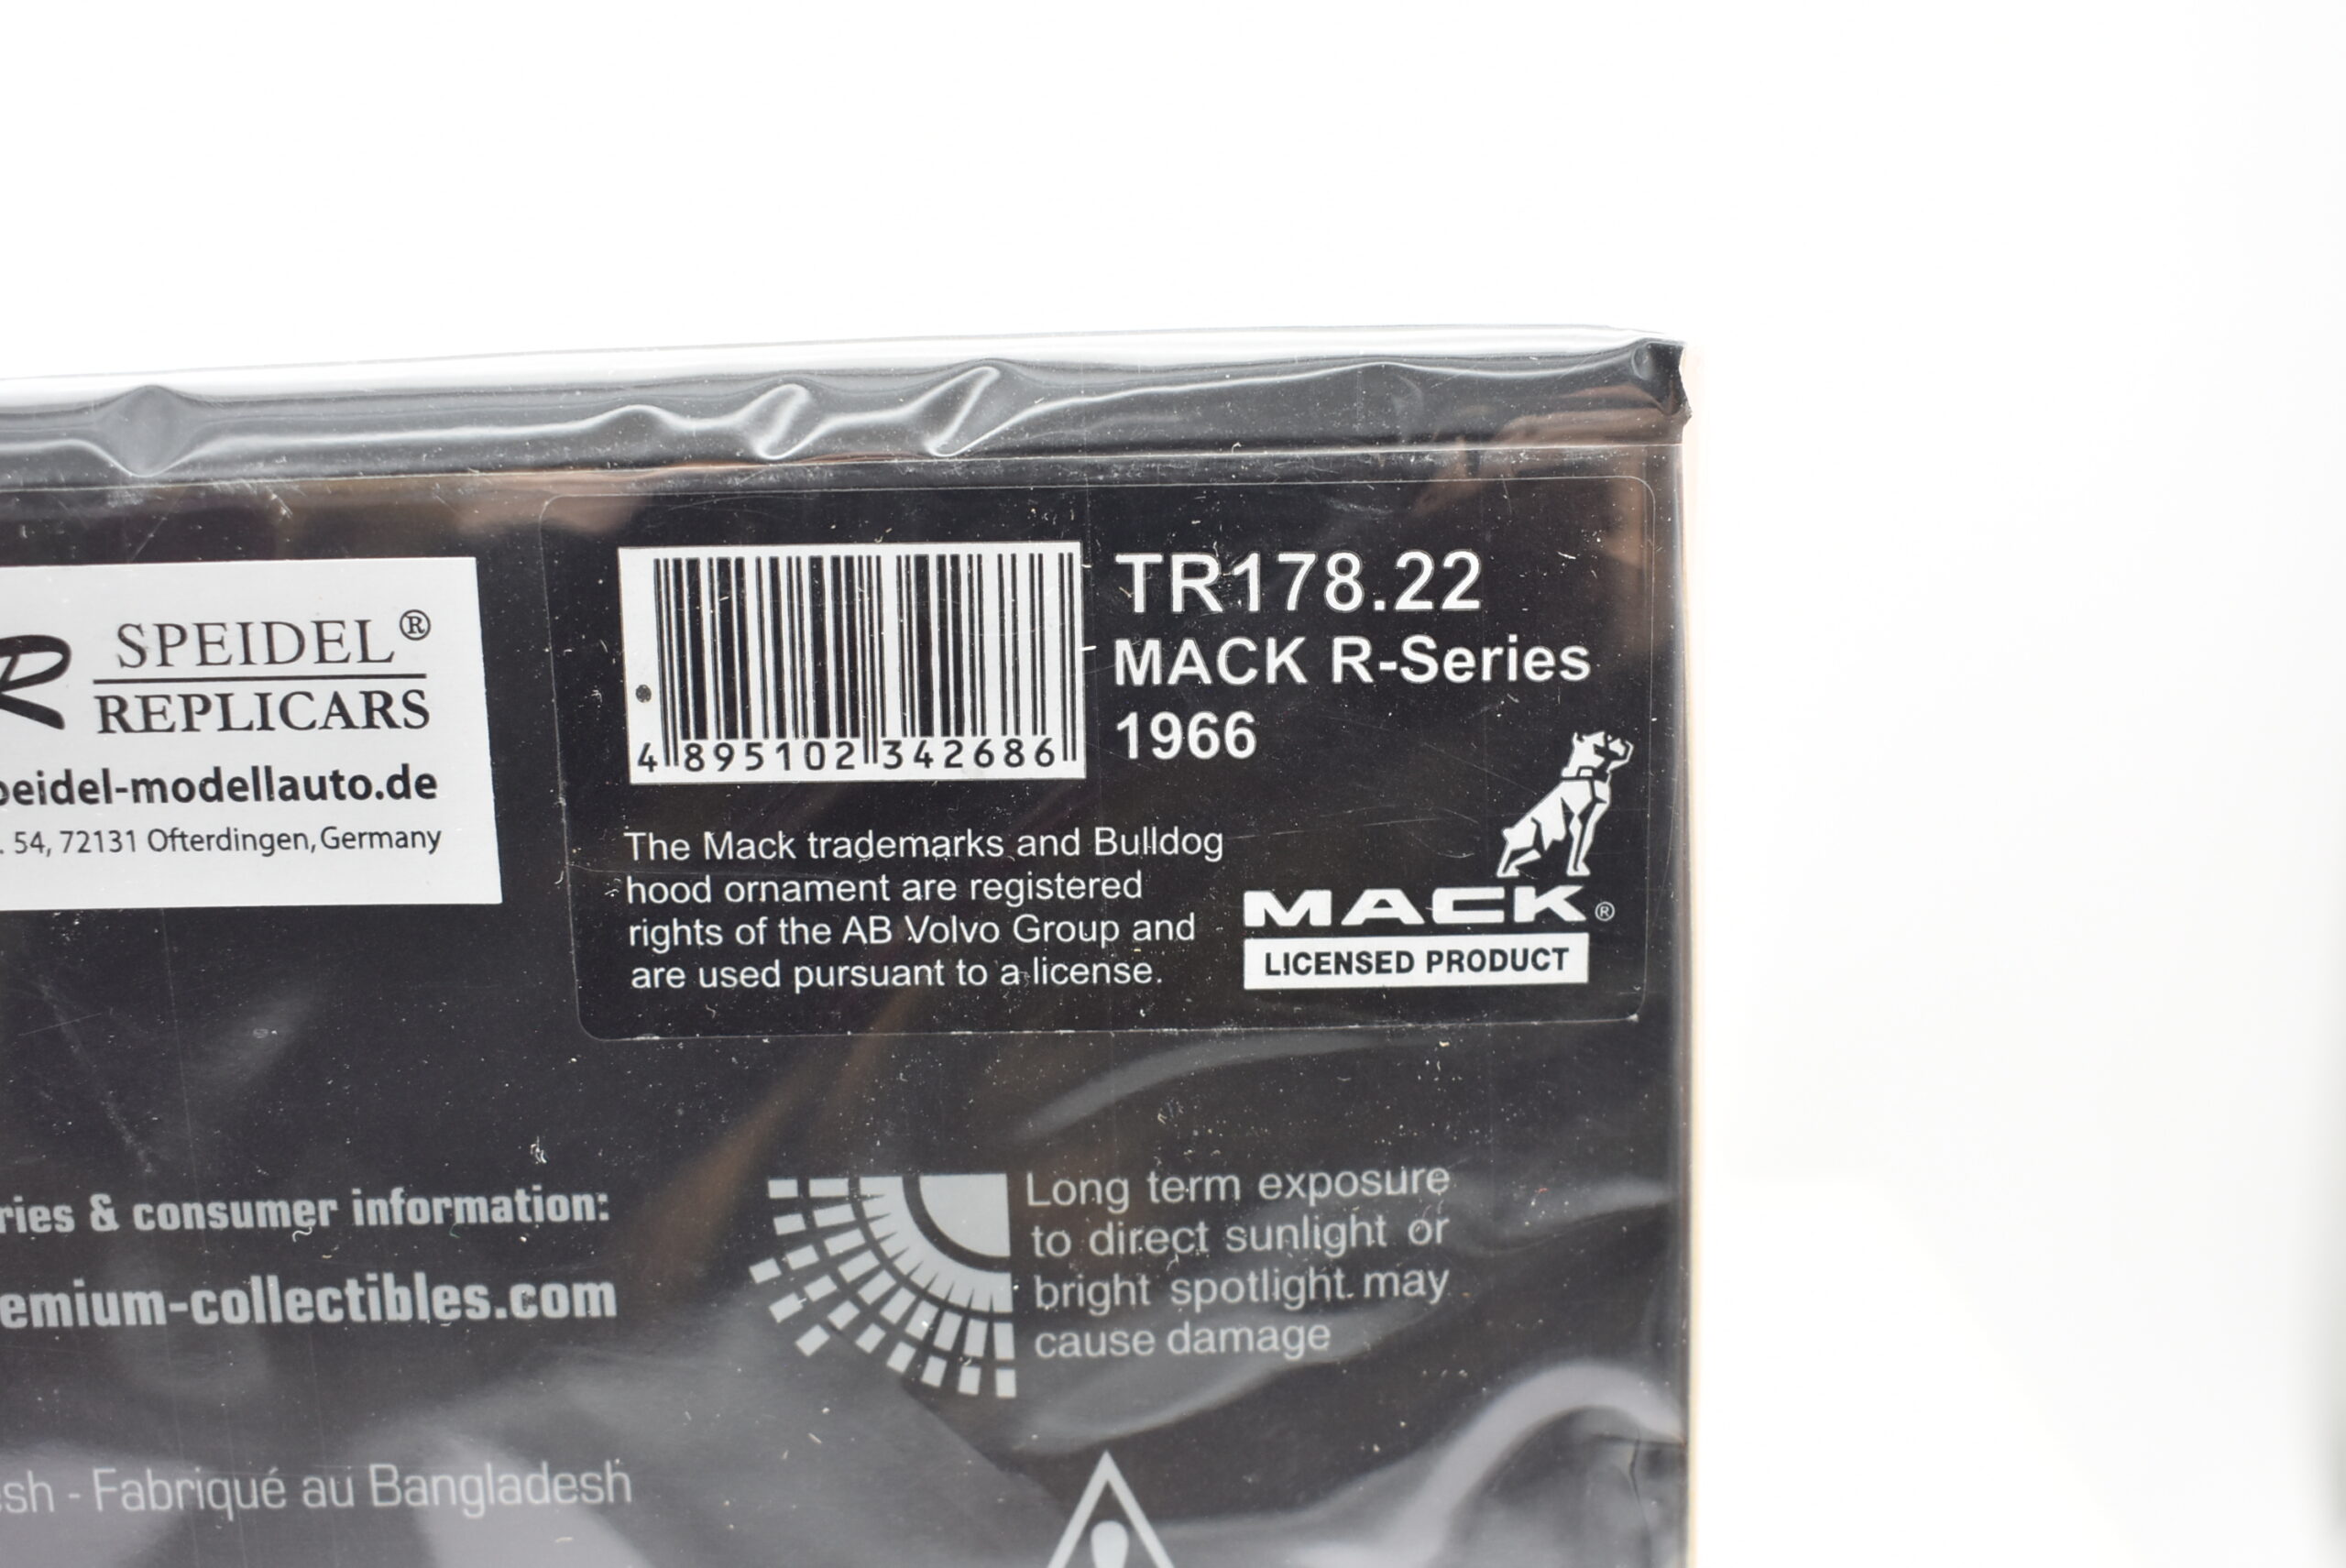 SPEIDEL®
REPLICARS
peidel-modellauto.de
. 54, 72131 Ofterdingen, Germany
4 895102 342686
TR178.22
MACK R-Series
1966
The Mack trademarks and Bulldog
hood ornament are registered
rights of the AB Volvo Group and
are used pursuant to a license.
MACK®
LICENSED PRODUCT
ries & consumer information:
emium-collectibles.com
Long term exposure
to direct sunlight or
bright spotlight may
cause damage
sh - Fabriqué au Bangladesh